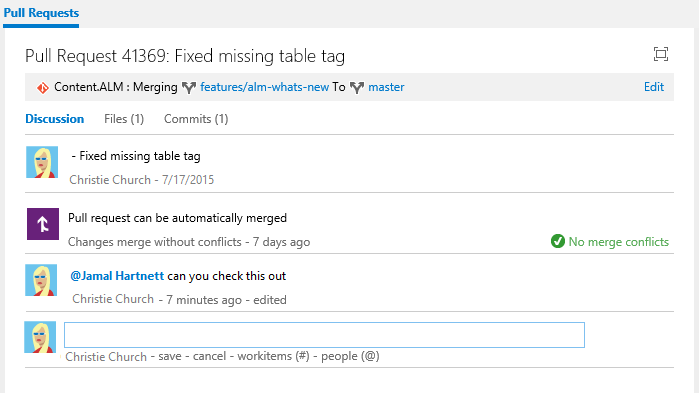 Pull Requests
Pull Request 41369: Fixed missing table tag
Content.ALM : Merging features/alm-whats-new To master Edit
Discussion Files (1) Commits (1)
- Fixed missing table tag
Christie Church - 7/17/2015
Pull request can be automatically merged
Changes merge without conflicts - 7 days ago No merge conflicts
@Jamal Hartnett can you check this out
Christie Church - 7 minutes ago - edited
Christie Church - save - cancel - workitems (#) - people (@)